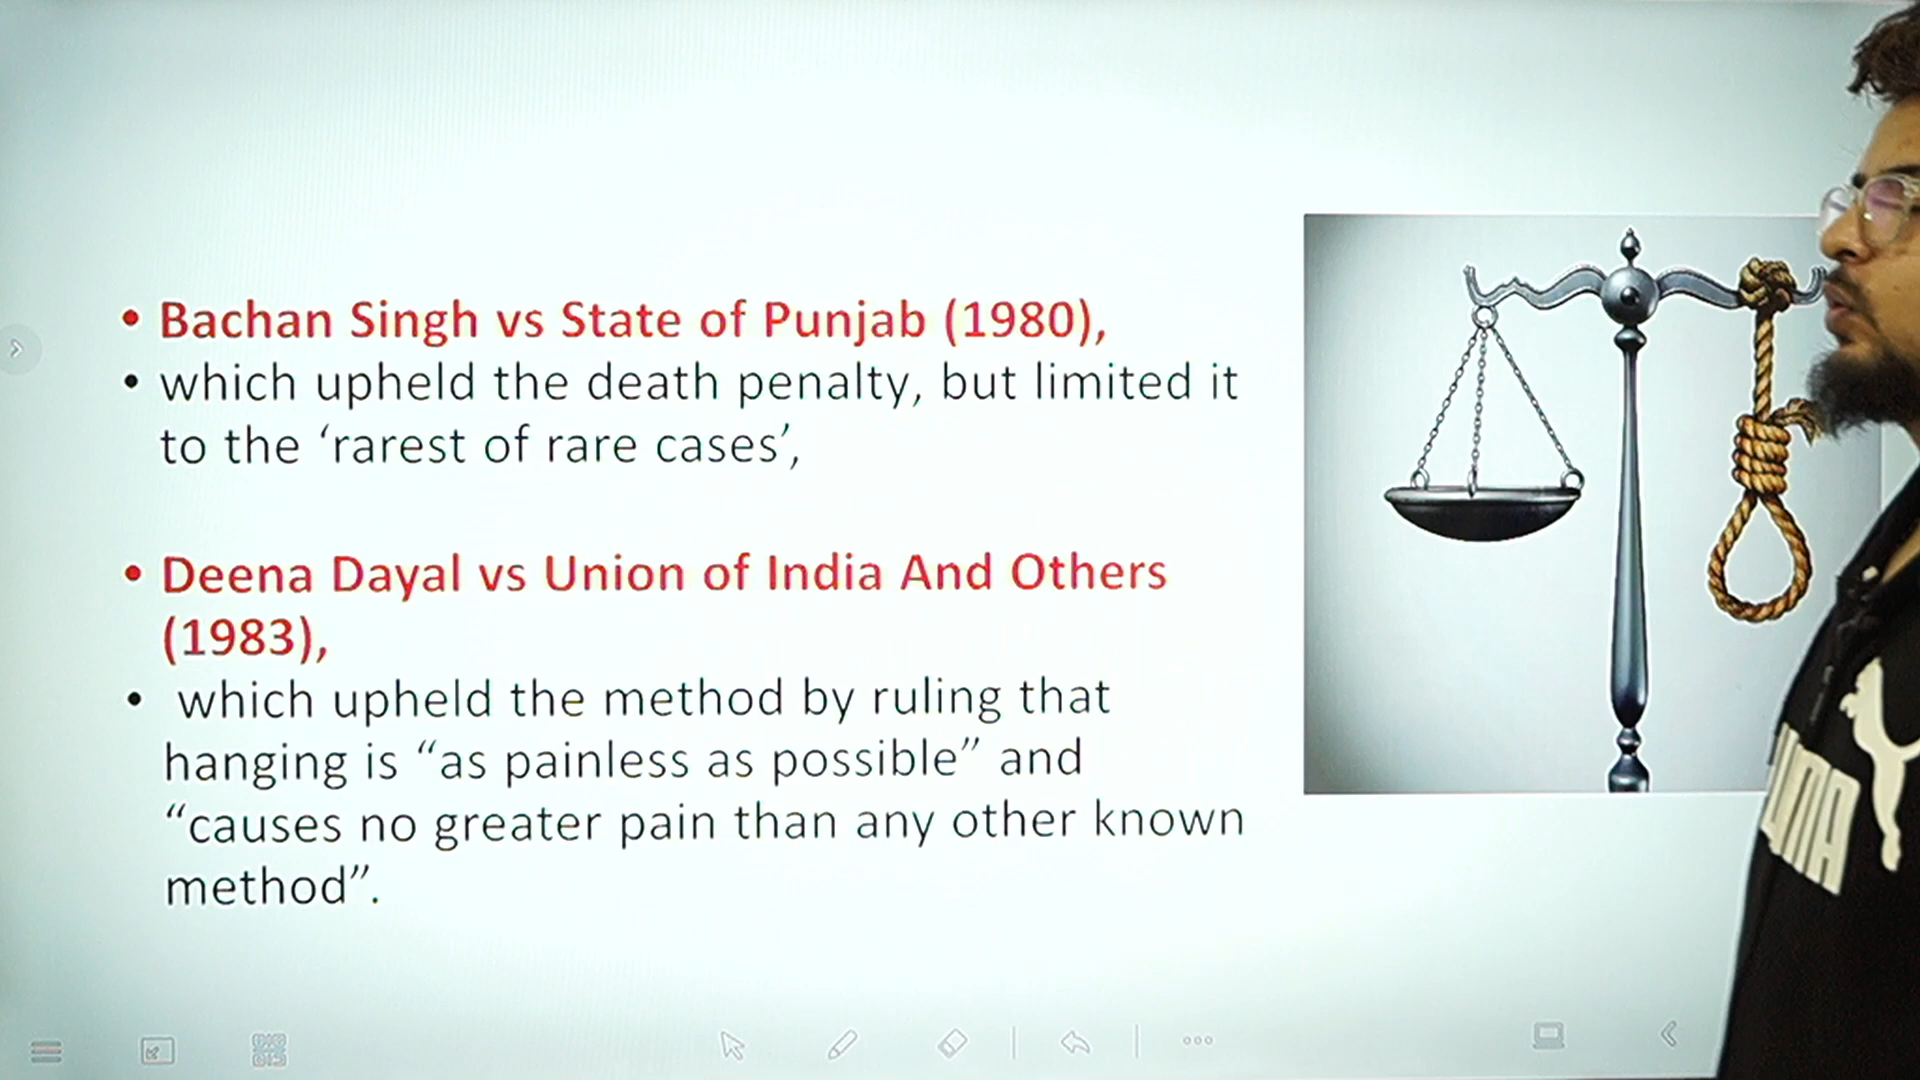 • Bachan Singh vs State of Punjab (1980),
• which upheld the death penalty, but limited it
to the ‘rarest of rare cases’,
• Deena Dayal vs Union of India And Others
(1983),
• which upheld the method by ruling that
hanging is “as painless as possible” and
“causes no greater pain than any other known
method”.